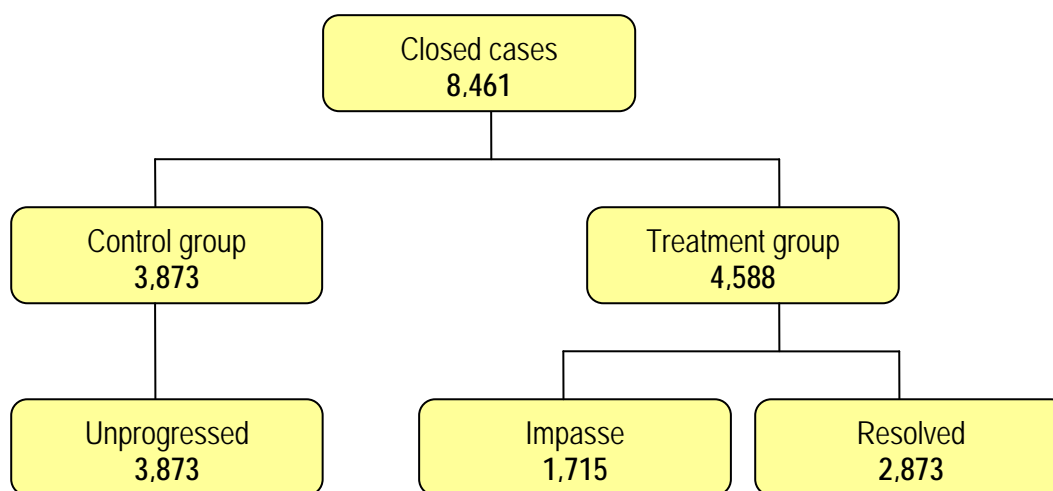 Closed cases
8,461
Control group
3,873
Treatment group
4,588
Unprogressed
3,873
Impasse
1,715
Resolved
2,873